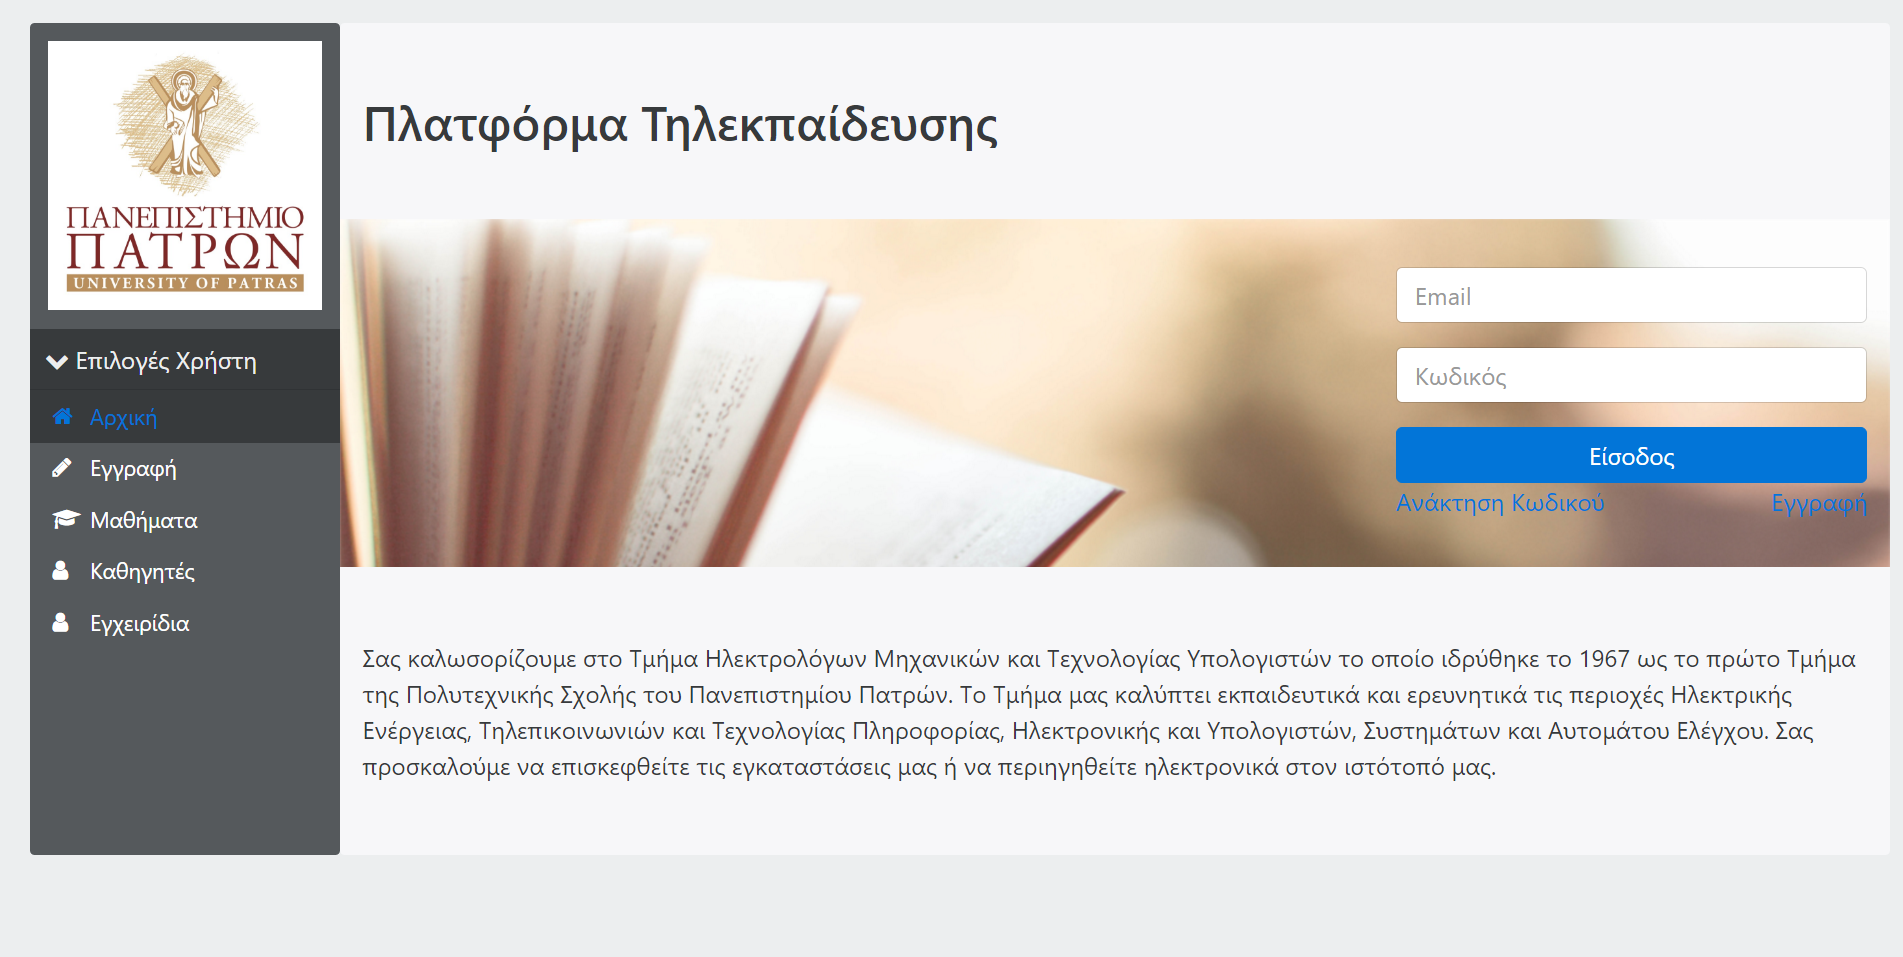 ΠΑΝΕΠΙΣΤΗΜΙΟ
ΠΑΤΡΩΝ
UNIVERSITY OF PATRAS
Επιλογές Χρήστη
Αρχική
Εγγραφή
Μαθήματα
Καθηγητές
Εγχειρίδια
Πλατφόρμα Τηλεκπαίδευσης
Email
Κωδικός
Είσοδος
Ανάκτηση Κωδικού Εγγραφή
Σας καλωσορίζουμε στο Τμήμα Ηλεκτρολόγων Μηχανικών και Τεχνολογίας Υπολογιστών το οποίο ιδρύθηκε το 1967 ως το πρώτο Τμήμα
της Πολυτεχνικής Σχολής του Πανεπιστημίου Πατρών. Το Τμήμα μας καλύπτει εκπαιδευτικά και ερευνητικά τις περιοχές Ηλεκτρικής
Ενέργειας, Τηλεπικοινωνιών και Τεχνολογίας Πληροφορίας, Ηλεκτρονικής και Υπολογιστών, Συστημάτων και Αυτομάτου Ελέγχου. Σας
προσκαλούμε να επισκεφθείτε τις εγκαταστάσεις μας ή να περιηγηθείτε ηλεκτρονικά στον ιστότοπό μας.